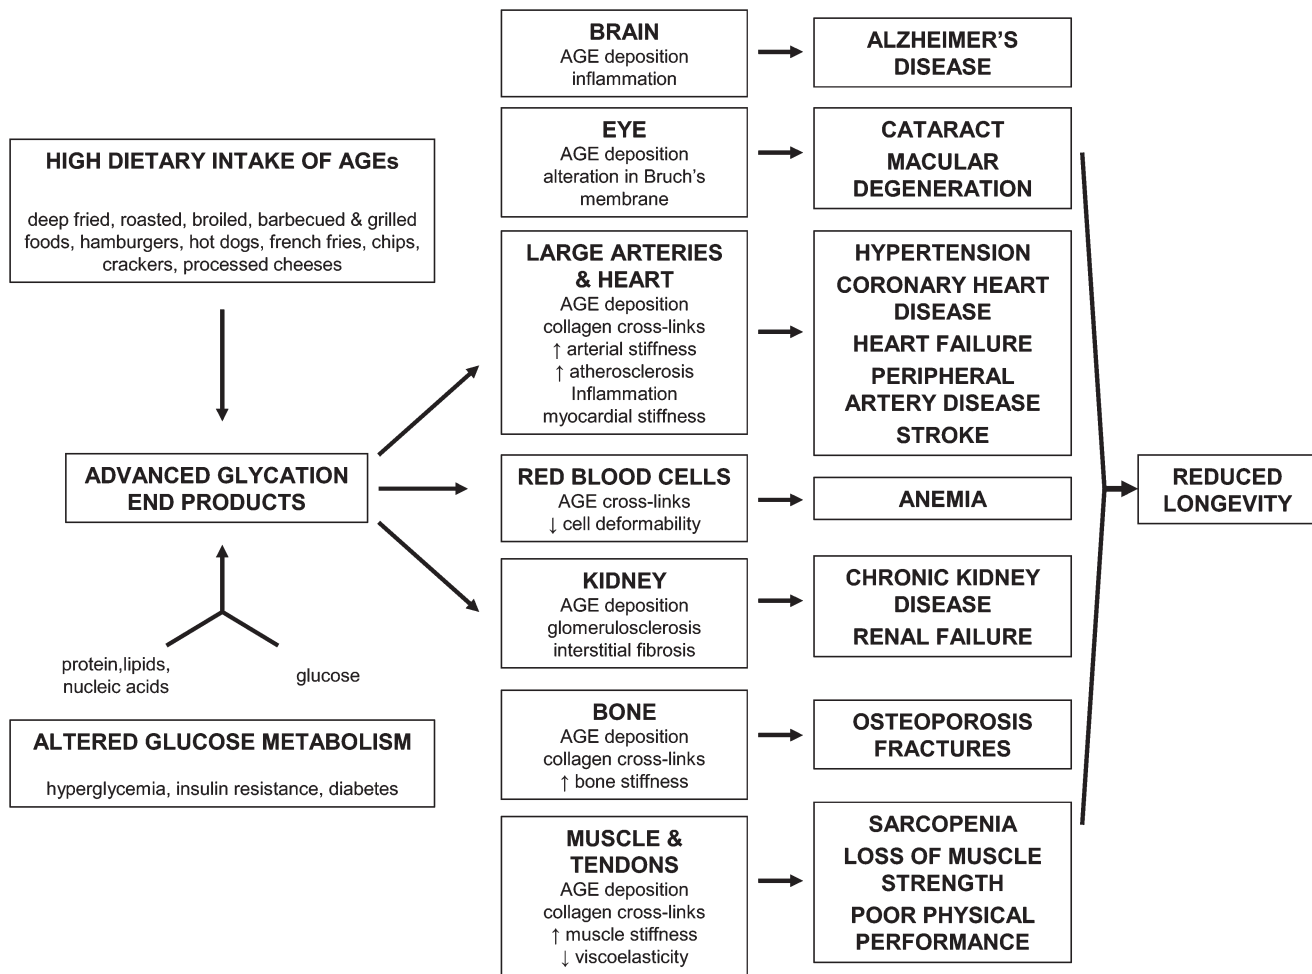 HIGH DIETARY INTAKE OF AGEs
deep fried, roasted, broiled, barbecued & grilled
foods, hamburgers, hot dogs, french fries, chips,
crackers, processed cheeses
ADVANCED GLYCATION
END PRODUCTS
protein,lipids,
nucleic acids
glucose
ALTERED GLUCOSE METABOLISM
hyperglycemia, insulin resistance, diabetes
BRAIN
AGE deposition
inflammation
ALZHEIMER'S
DISEASE
EYE
AGE deposition
alteration in Bruch's
membrane
CATARACT
MACULAR
DEGENERATION
LARGE ARTERIES
& HEART
AGE deposition
collagen cross-links
↑ arterial stiffness
↑ atherosclerosis
Inflammation
myocardial stiffness
HYPERTENSION
CORONARY HEART
DISEASE
HEART FAILURE
PERIPHERAL
ARTERY DISEASE
STROKE
RED BLOOD CELLS
AGE cross-links
↓ cell deformability
ANEMIA
KIDNEY
AGE deposition
glomerulosclerosis
interstitial fibrosis
CHRONIC KIDNEY
DISEASE
RENAL FAILURE
BONE
AGE deposition
collagen cross-links
↑ bone stiffness
OSTEOPOROSIS
FRACTURES
MUSCLE &
TENDONS
AGE deposition
collagen cross-links
↑ muscle stiffness
↓ viscoelasticity
SARCOPENIA
LOSS OF MUSCLE
STRENGTH
POOR PHYSICAL
PERFORMANCE
REDUCED
LONGEVITY